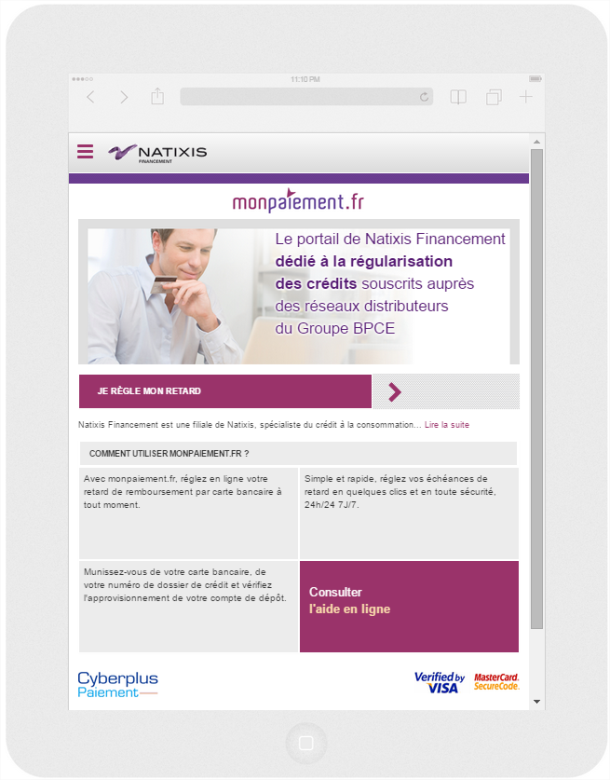 11:10 PM
NATIXIS
FINANCEMENT
monpaiement.fr
Le portail de Natixis Financement
dédié à la régularisation
des crédits souscrits auprès
des réseaux distributeurs
du Groupe BPCE
JE RÈGLE MON RETARD
Natixis Financement est une filiale de Natixis, spécialiste du crédit à la consommation... Lire la suite
COMMENT UTILISER MONPAIEMENT.FR ?
Avec monpaiement.fr, réglez en ligne votre
retard de remboursement par carte bancaire à
tout moment.
Simple et rapide, réglez vos échéances de
retard en quelques clics et en toute sécurité,
24h/24 7J/7.
Munissez-vous de votre carte bancaire, de
votre numéro de dossier de crédit et vérifiez
l'approvisionnement de votre compte de dépôt.
Consulter
l'aide en ligne
Cyberplus
Paiement
Verified by
VISA
MasterCard.
SecureCode.